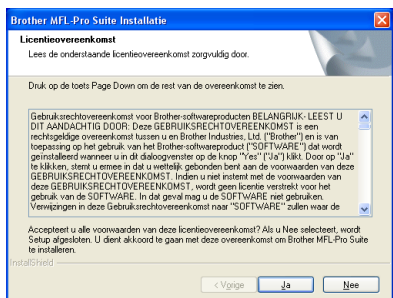 Brother MFL-Pro Suite Installatie
Licentieovereenkomst
Lees de onderstaande licentieovereenkomst zorgvuldig door.
Druk op de toets Page Down om de rest van de overeenkomst te zien.
Gebruiksrechtovereenkomst voor Brother-softwareproducten BELANGRIJK- LEEST U
DIT AANDACHTIG DOOR: Deze GEBRUIKSRECHTOVEREENKOMST is een
rechtsgeldige overeenkomst tussen u en Brother Industries, Ltd. ("Brother") en is van
toepassing op het gebruik van het Brother-softwareproduct ("SOFTWARE") dat wordt
geïnstalleerd wanneer u in dit dialoogvenster op de knop "Yes" ("Ja") klikt. Door op "Ja"
te klikken, stemt u ermee in dat u wettelijk gebonden bent aan de voorwaarden van deze
GEBRUIKSRECHTOVEREENKOMST. Indien u niet instemt met de voorwaarden van
deze GEBRUIKSRECHTOVEREENKOMST, wordt geen licentie verstrekt voor het
gebruik van de SOFTWARE. In dat geval mag u de SOFTWARE niet gebruiken.
Verwijzingen in deze Gebruiksrechtovereenkomst naar "SOFTWARE" zullen waar de
Accepteert u alle voorwaarden van deze licentieovereenkomst? Als u Nee selecteert, wordt
Setup afgesloten. U dient akkoord te gaan met deze overeenkomst om Brother MFL-Pro Suite
te installeren.
InstallShield
< Vorige
Ja
Nee